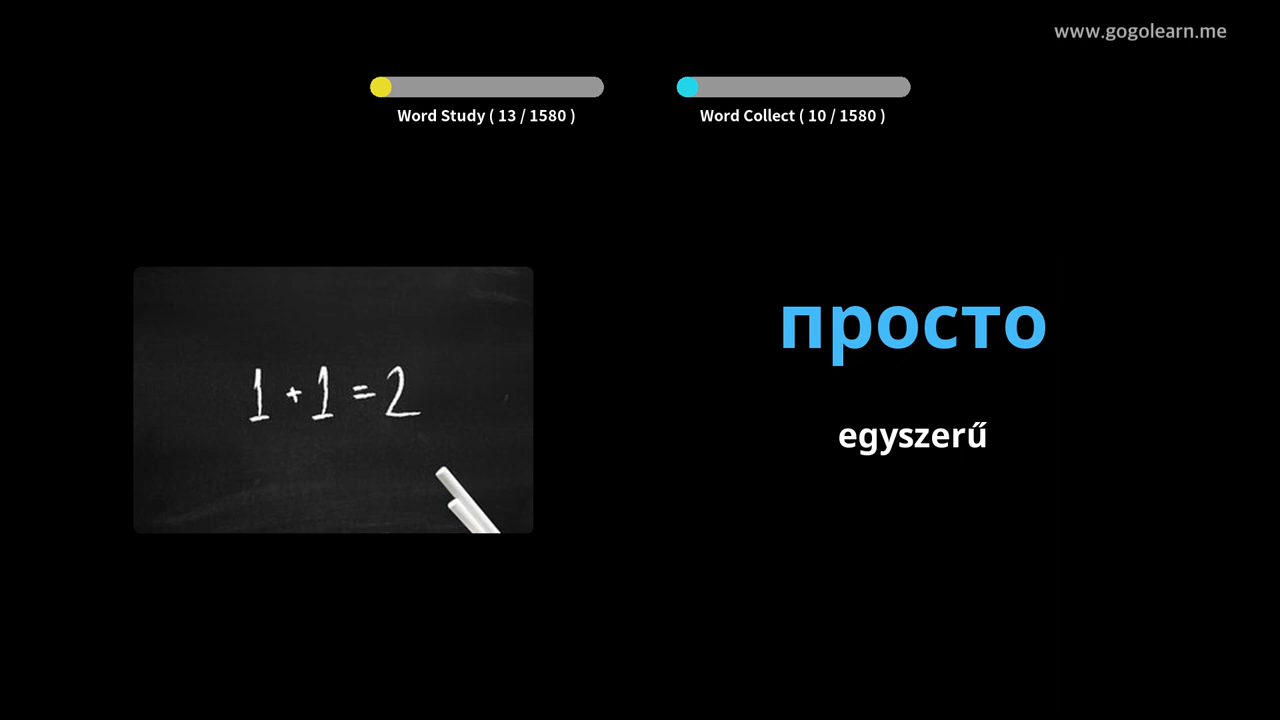 www.gogolearn.me
Word Study ( 13 / 1580 )
Word Collect ( 10 / 1580 )
1 + 1 = 2
просто
egyszerű